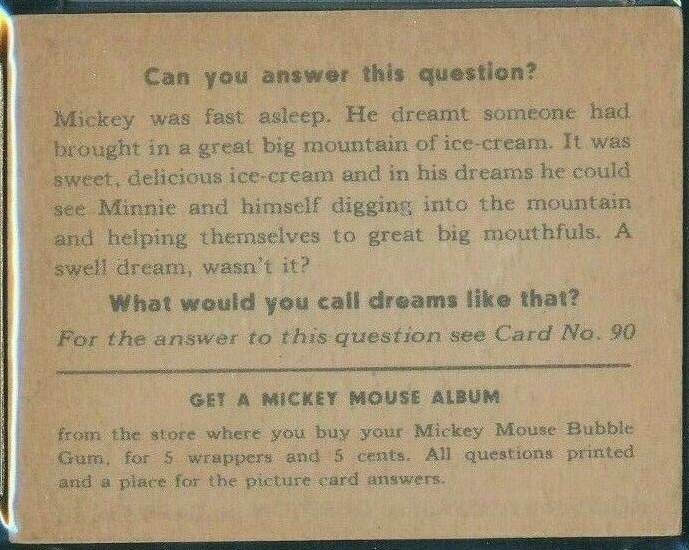 Can you answer this question?
Mickey was fast asleep. He dreamt someone had
brought in a great big mountain of ice-cream. It was
sweet, delicious ice-cream and in his dreams he could
see Minnie and himself digging into the mountain
and helping themselves to great big mouthfuls. A
swell dream, wasn't it?
What would you call dreams like that?
For the answer to this question see Card No. 90
GET A MICKEY MOUSE ALBUM
from the store where you buy your Mickey Mouse Bubble
Gum, for 5 wrappers and 5 cents. All questions printed
and a place for the picture card answers.